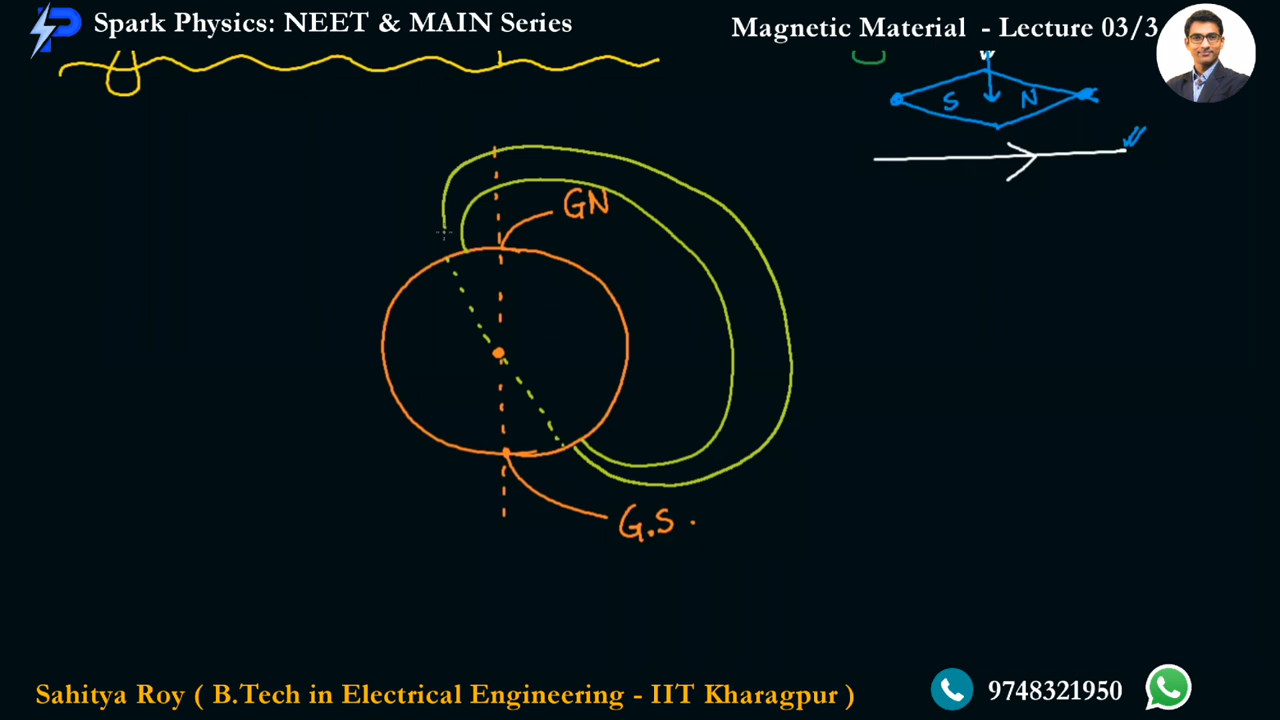 Spark Physics: NEET & MAIN Series
Magnetic Material - Lecture 03/3
S N
GN
G.S.
Sahitya Roy ( B.Tech in Electrical Engineering - IIT Kharagpur )
9748321950